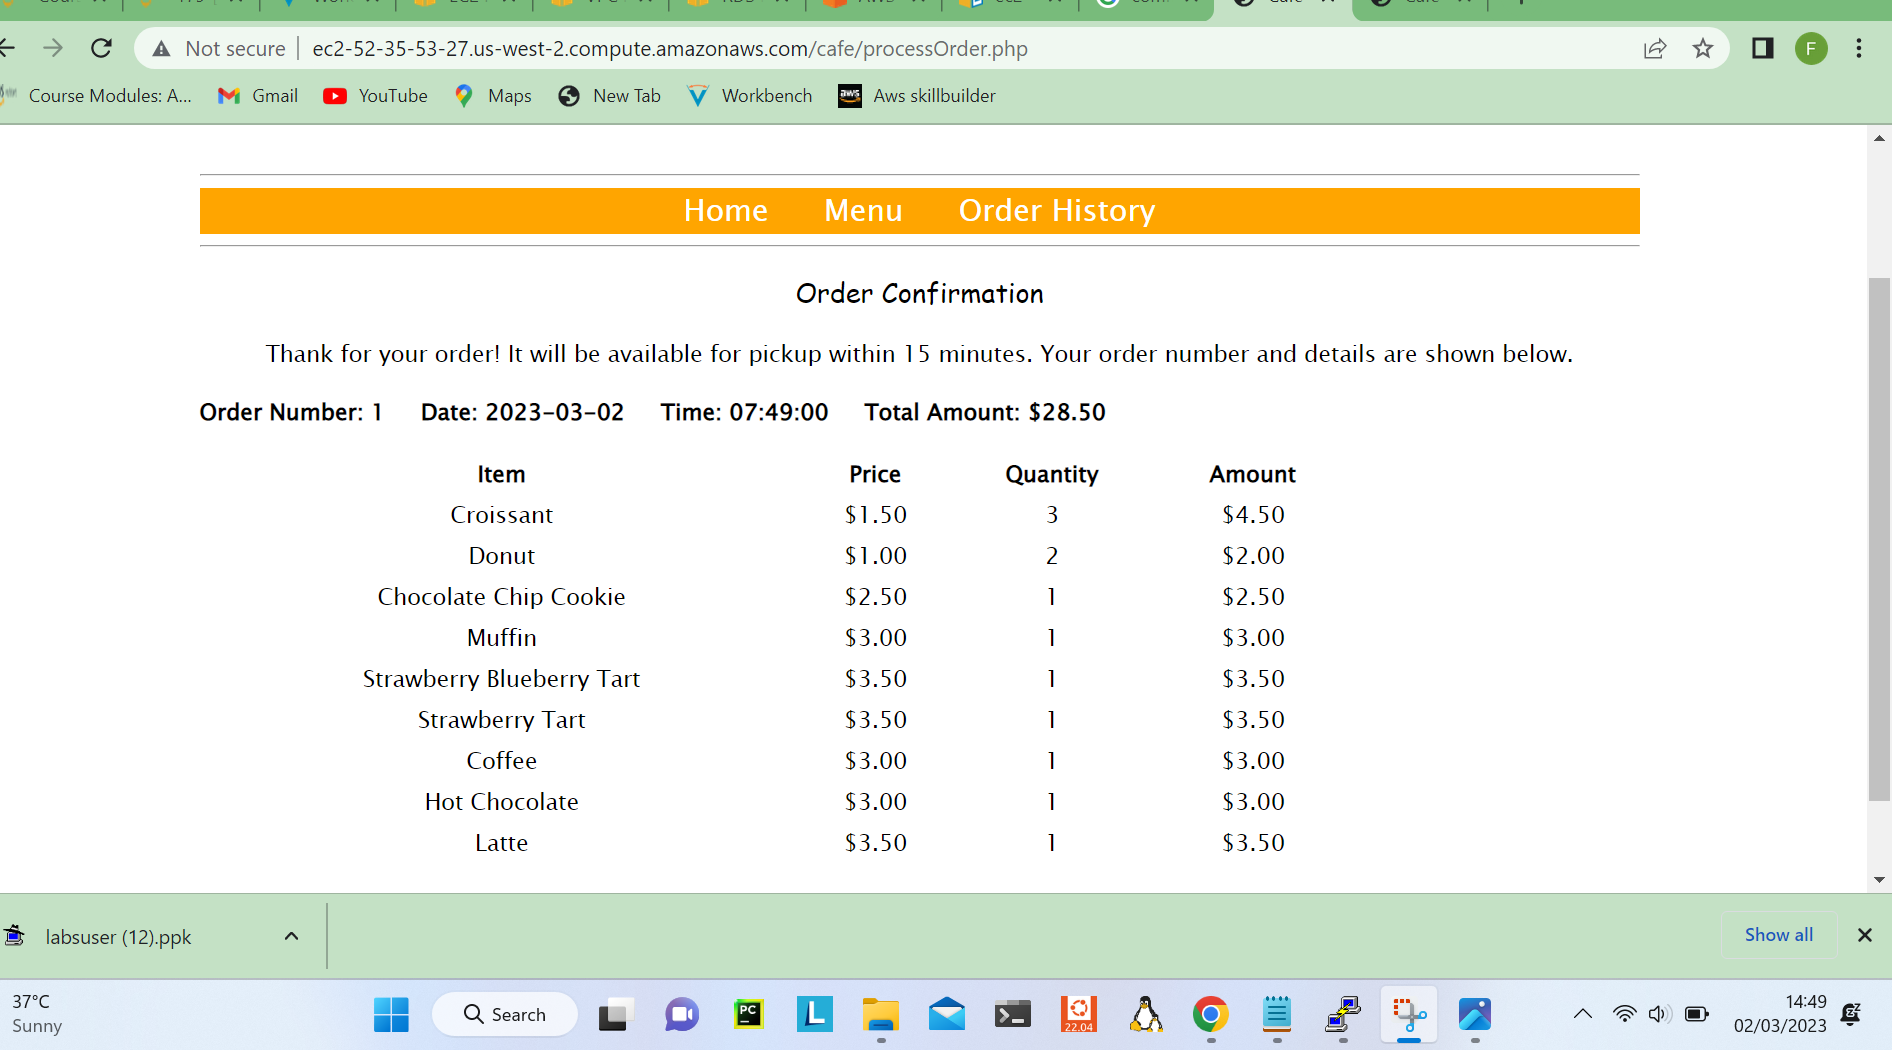 Not secure ec2-52-35-53-27.us-west-2.compute.amazonaws.com/cafe/processOrder.php F
Course Modules: A... Gmail YouTube Maps New Tab Workbench aws Aws skillbuilder
Home Menu Order History
Order Confirmation
Thank for your order! It will be available for pickup within 15 minutes. Your order number and details are shown below.
Order Number: 1 Date: 2023-03-02 Time: 07:49:00 Total Amount: $28.50
Item Price Quantity Amount
Croissant $1.50 3 $4.50
Donut $1.00 2 $2.00
Chocolate Chip Cookie $2.50 1 $2.50
Muffin $3.00 1 $3.00
Strawberry Blueberry Tart $3.50 1 $3.50
Strawberry Tart $3.50 1 $3.50
Coffee $3.00 1 $3.00
Hot Chocolate $3.00 1 $3.00
Latte $3.50 1 $3.50
labsuser (12).ppk Show all
37°C
Sunny
Search
PC
L
22.04
14:49
02/03/2023